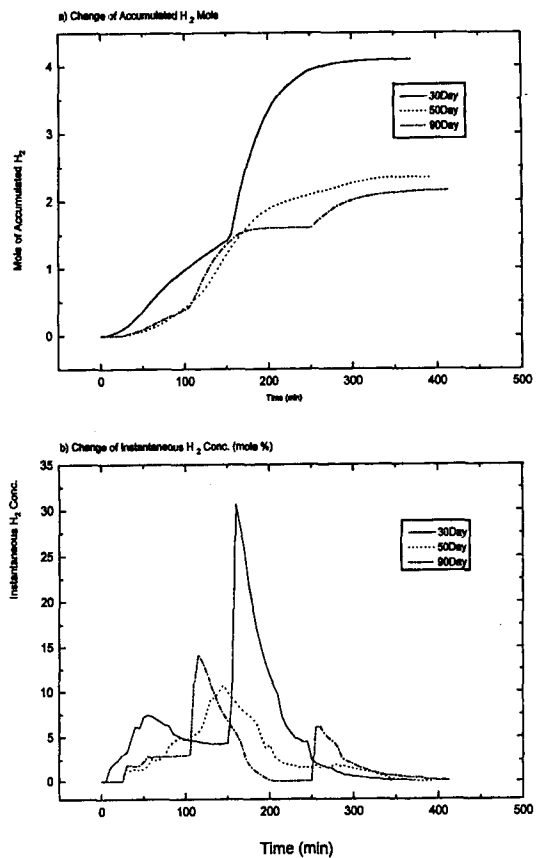 a) Change of Accumulated H2 Mole
Mole of Accumulated H2
4
3
2
1
0
30Day
50Day
90Day
0 100 200 300 400 500
Time (min)
b) Change of Instantaneous H2 Conc. (mole %)
Instantaneous H2 Conc.
35
30
25
20
15
10
5
0
30Day
50Day
90Day
0 100 200 300 400 500
Time (min)